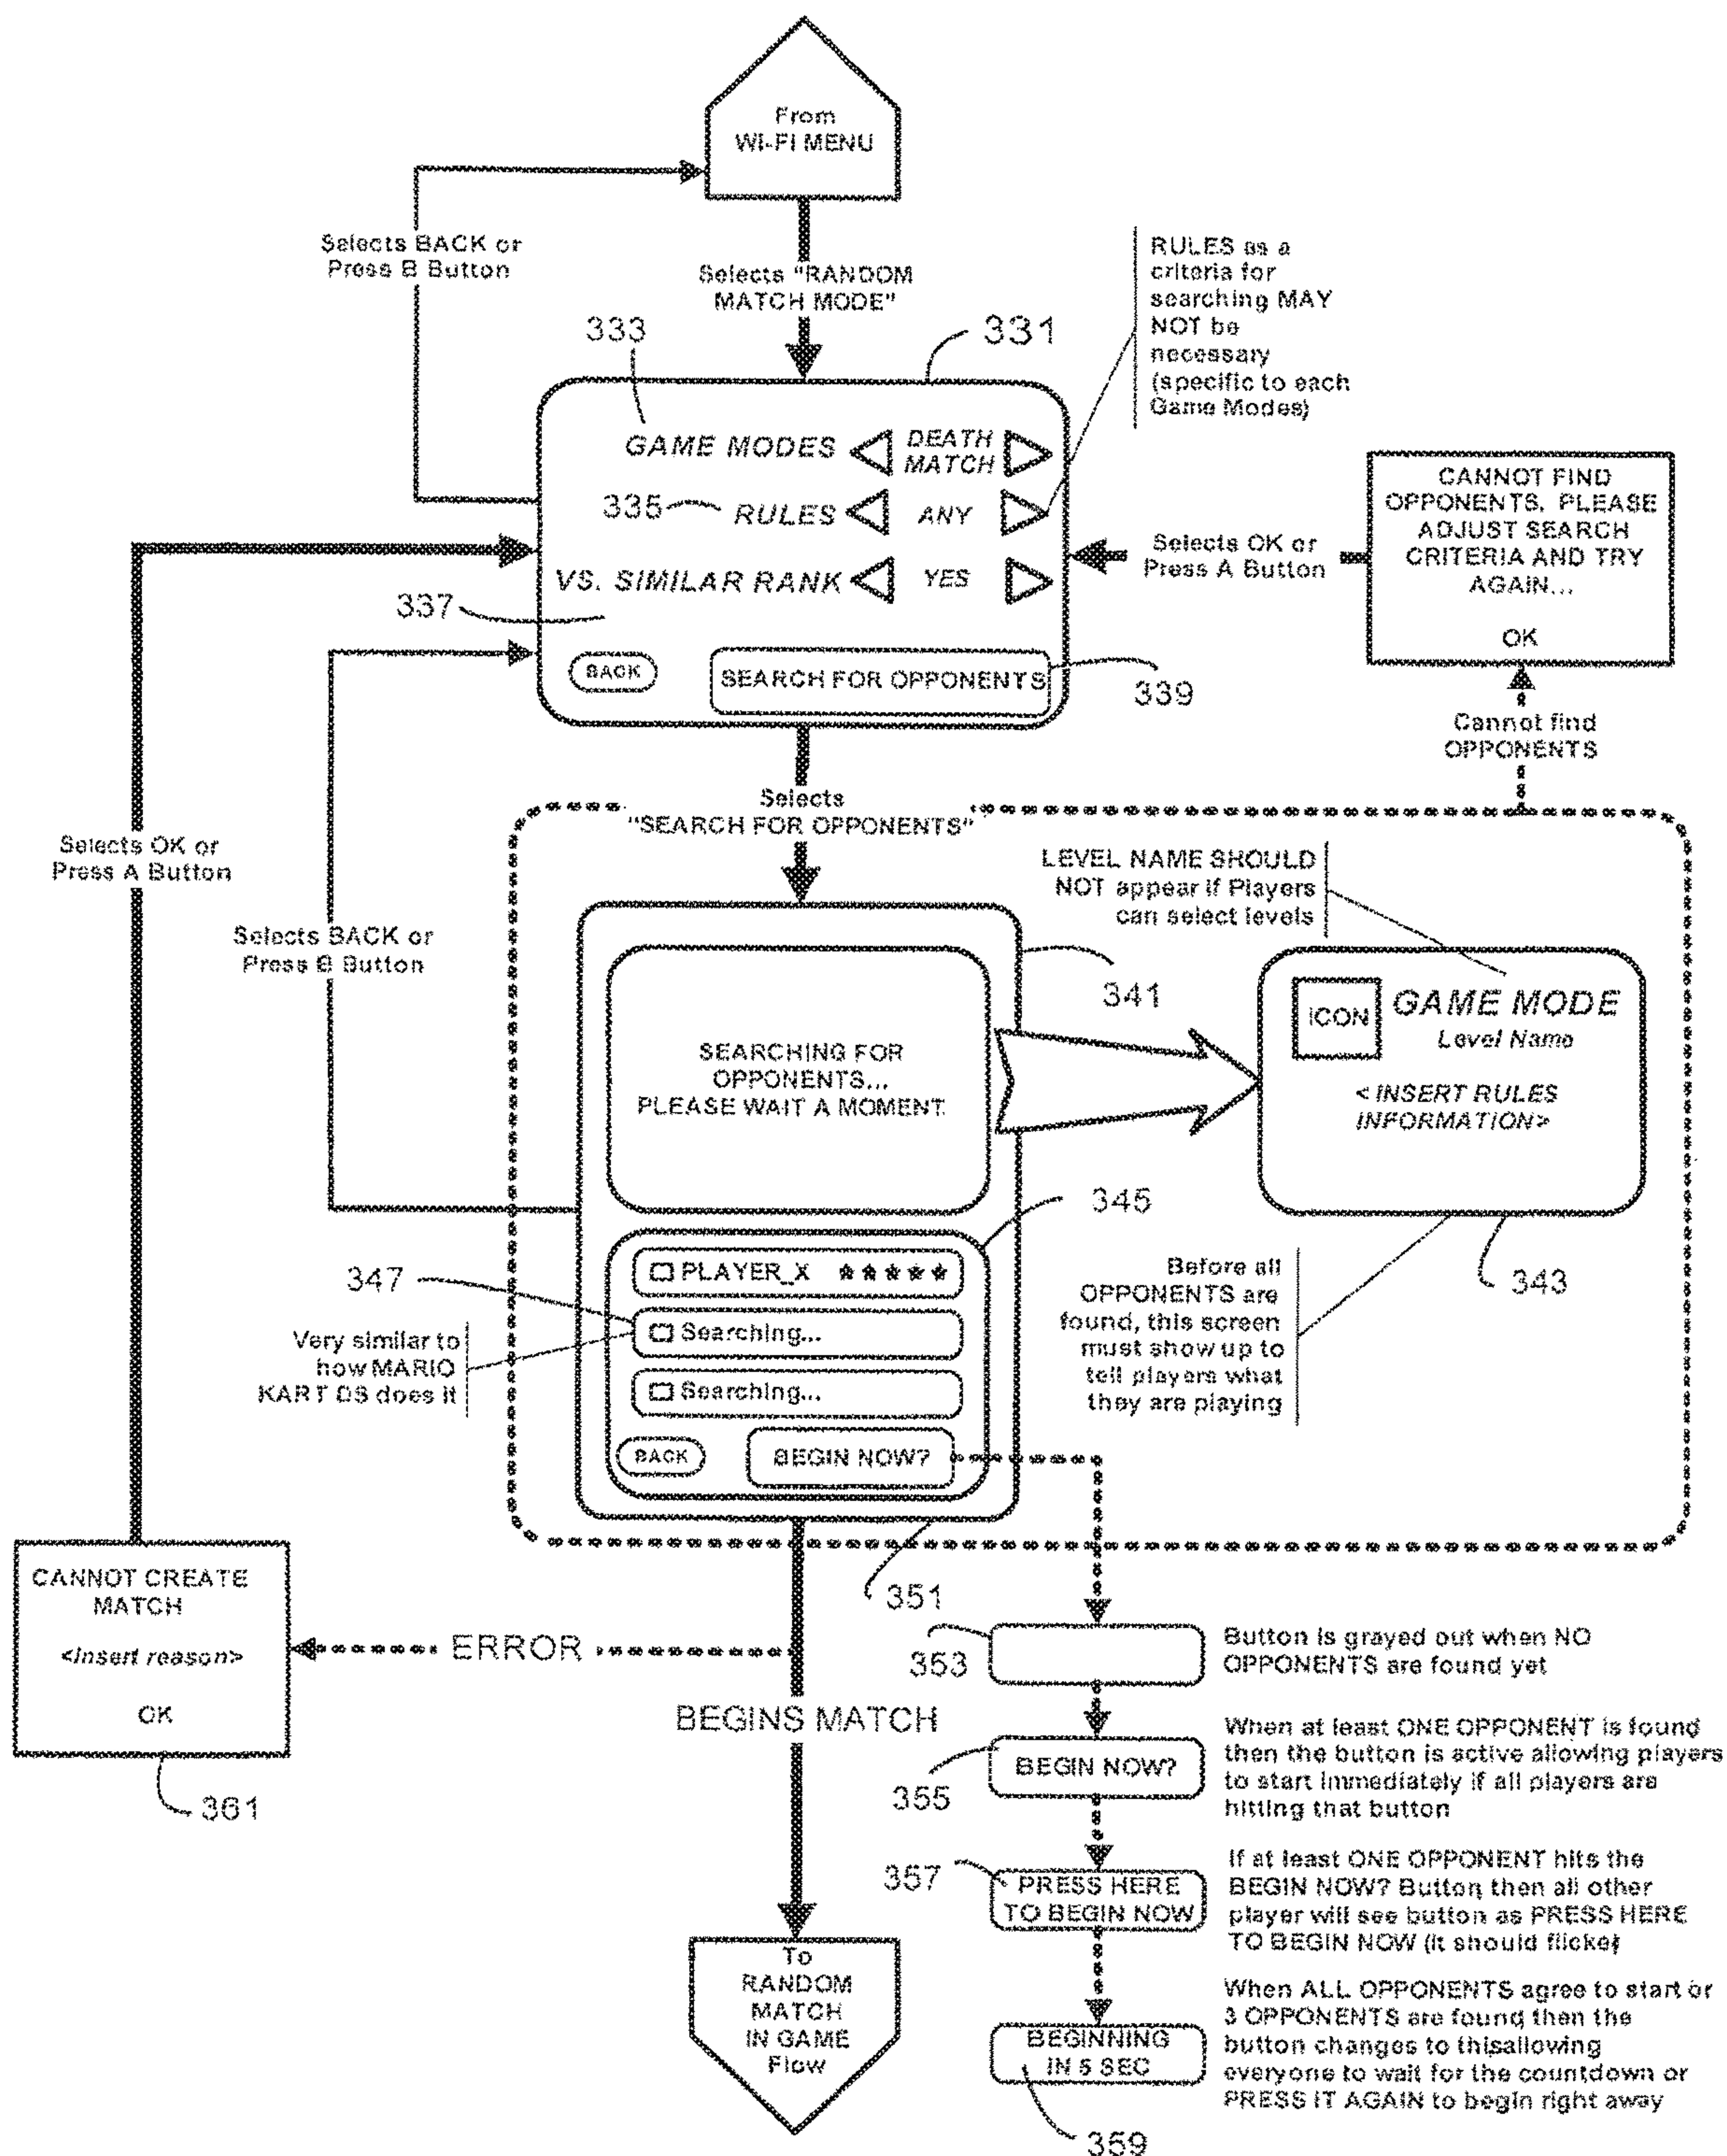 From
WI-FI MENU
Selects BACK or
Press B Button
Selects "RANDOM
MATCH MODE"
RULES as a
criteria for
searching MAY
NOT be
necessary
(specific to each
Game Modes)
333
331
GAME MODES
DEATH
MATCH
335
RULES
ANY
VS. SIMILAR RANK
YES
337
BACK
SEARCH FOR OPPONENTS
339
CANNOT FIND
OPPONENTS. PLEASE
ADJUST SEARCH
CRITERIA AND TRY
AGAIN...
OK
Selects OK or
Press A Button
Cannot find
OPPONENTS
Selects
"SEARCH FOR OPPONENTS"
Selects OK or
Press A Button
Selects BACK or
Press B Button
LEVEL NAME SHOULD
NOT appear if Players
can select levels
341
SEARCHING FOR
OPPONENTS...
PLEASE WAIT A MOMENT
ICON
GAME MODE
Level Name
<INSERT RULES
INFORMATION>
343
345
PLAYER_X ★★★★★
347
Searching...
Searching...
Very similar to
how MARIO
KART DS does it
BACK
BEGIN NOW?
Before all
OPPONENTS are
found, this screen
must show up to
tell players what
they are playing
351
CANNOT CREATE
MATCH
<insert reason>
OK
361
ERROR
BEGINS MATCH
353
Button is grayed out when NO
OPPONENTS are found yet
355
BEGIN NOW?
When at least ONE OPPONENT is found
then the button is active allowing players
to start immediately if all players are
hitting that button
357
PRESS HERE
TO BEGIN NOW
If at least ONE OPPONENT hits the
BEGIN NOW? Button then all other
player will see button as PRESS HERE
TO BEGIN NOW (it should flicker)
BEGINNING
IN 5 SEC
359
When ALL OPPONENTS agree to start or
3 OPPONENTS are found then the
button changes to thisallowing
everyone to wait for the countdown or
PRESS IT AGAIN to begin right away
To
RANDOM
MATCH
IN GAME
Flow